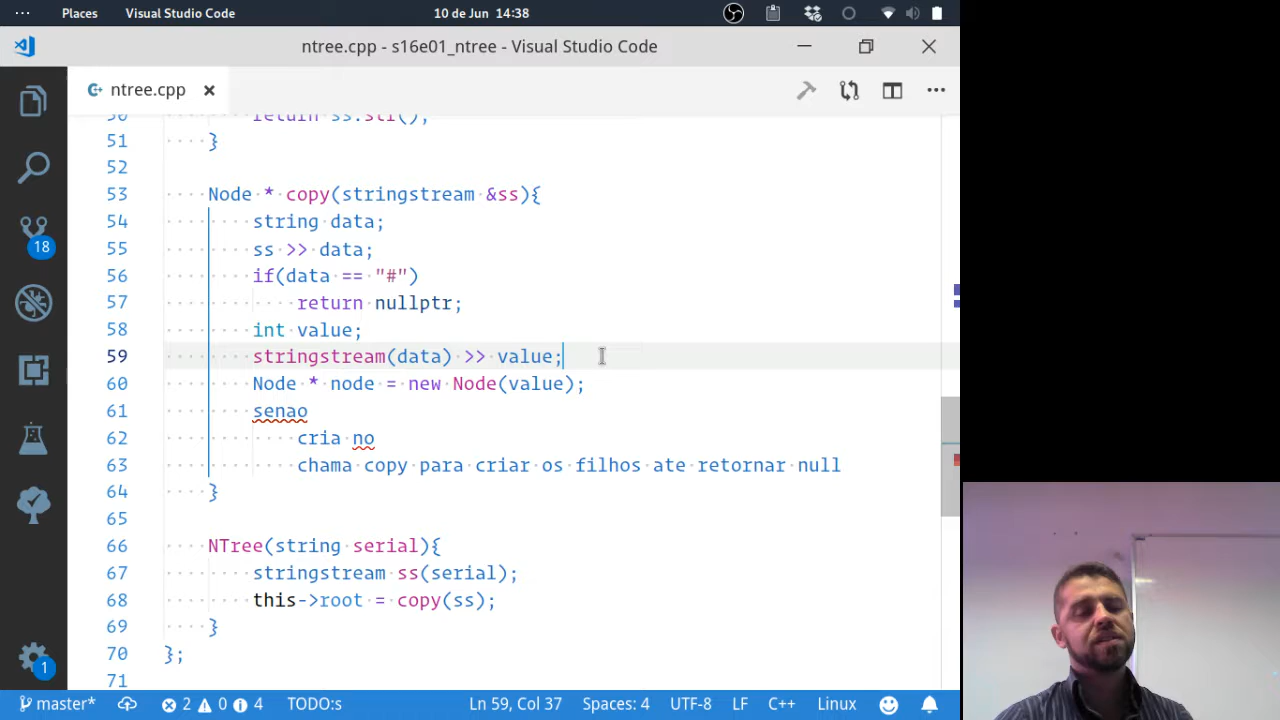 Places Visual Studio Code 10 de Jun 14:38
ntree.cpp - s16e01_ntree - Visual Studio Code
ntree.cpp
50 return ss.str();
51 }
52
53 Node * copy(stringstream &ss){
54 string data;
55 ss >> data;
56 if(data == "#")
57 return nullptr;
58 int value;
59 stringstream(data) >> value;
60 Node * node = new Node(value);
61 senao
62 cria no
63 chama copy para criar os filhos ate retornar null
64 }
65
66 NTree(string serial){
67 stringstream ss(serial);
68 this->root = copy(ss);
69 }
70 };
71
18
1
master* 2 0 4 TODO:s Ln 59, Col 37 Spaces: 4 UTF-8 LF C++ Linux